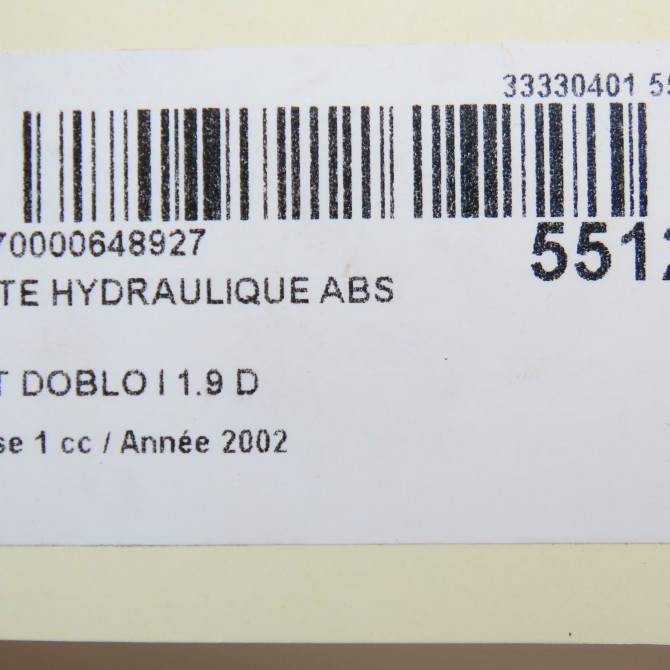 33330401 55
70000648927
5512
TE HYDRAULIQUE ABS
T DOBLO I 1.9 D
se 1 cc / Année 2002